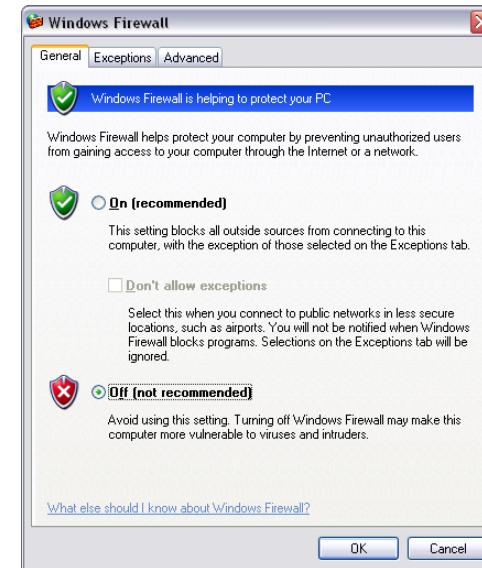 Windows Firewall
General Exceptions Advanced
Windows Firewall is helping to protect your PC
Windows Firewall helps protect your computer by preventing unauthorized users
from gaining access to your computer through the Internet or a network.
On (recommended)
This setting blocks all outside sources from connecting to this
computer, with the exception of those selected on the Exceptions tab.
Don't allow exceptions
Select this when you connect to public networks in less secure
locations, such as airports. You will not be notified when Windows
Firewall blocks programs. Selections on the Exceptions tab will be
ignored.
Off (not recommended)
Avoid using this setting. Turning off Windows Firewall may make this
computer more vulnerable to viruses and intruders.
What else should I know about Windows Firewall?
OK Cancel